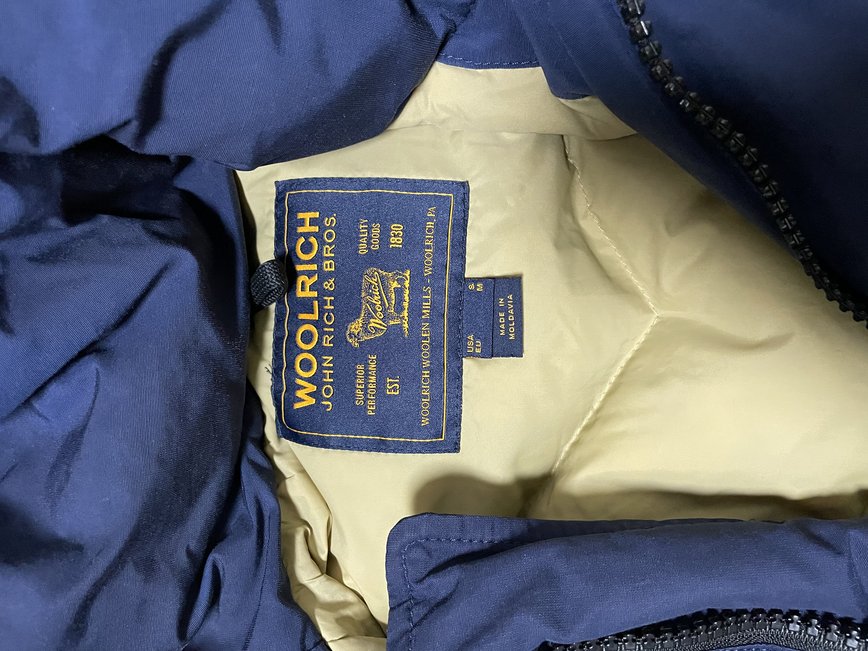 WOOLRICH
JOHN RICH & BROS.
SUPERIOR PERFORMANCE
QUALITY GOODS
Woolrich
EST. 1830
WOOLRICH WOOLEN MILLS - WOOLRICH, PA
USA S
EU M
MADE IN
MOLDAVIA